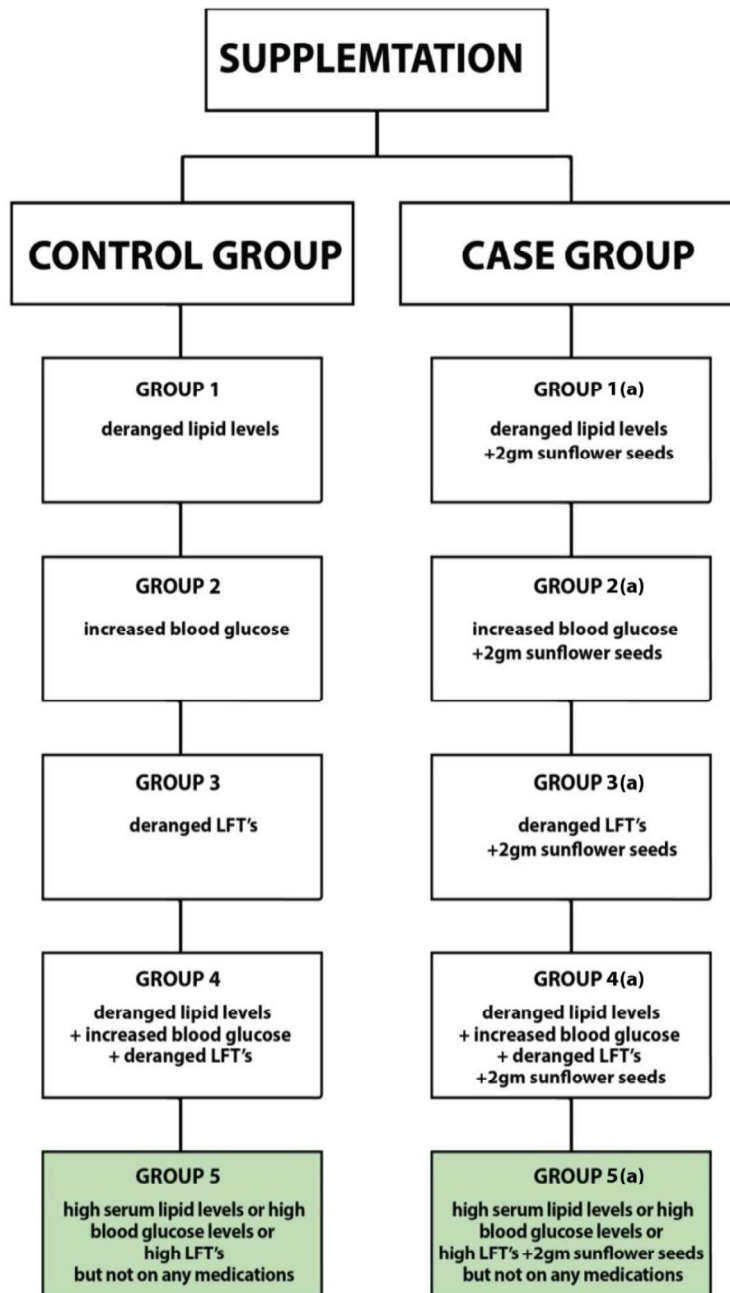 SUPPLEMTATION
CONTROL GROUP
GROUP 1
deranged lipid levels
GROUP 2
increased blood glucose
GROUP 3
deranged LFT's
GROUP 4
deranged lipid levels
+ increased blood glucose
+ deranged LFT's
GROUP 5
high serum lipid levels or high
blood glucose levels or
high LFT's
but not on any medications
CASE GROUP
GROUP 1(a)
deranged lipid levels
+2gm sunflower seeds
GROUP 2(a)
increased blood glucose
+2gm sunflower seeds
GROUP 3(a)
deranged LFT's
+2gm sunflower seeds
GROUP 4(a)
deranged lipid levels
+ increased blood glucose
+ deranged LFT's
+2gm sunflower seeds
GROUP 5(a)
high serum lipid levels or high
blood glucose levels or
high LFT's +2gm sunflower seeds
but not on any medications